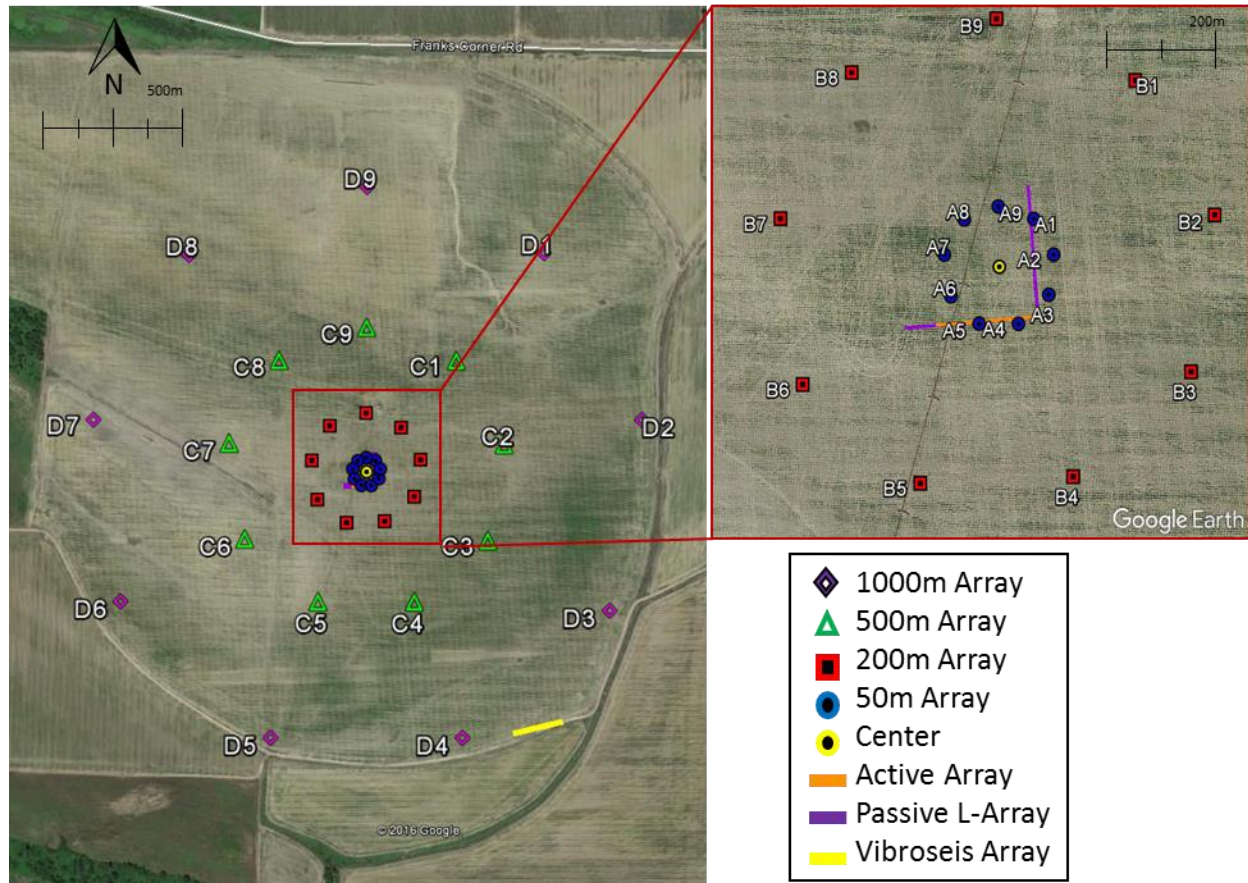 Franks Corner Rd
N
500m
D9
D8
D1
C9
C8
C1
D7
D2
C7
C2
C6
C3
D6
D3
C5
C4
D5
D4
© 2016 Google
200m
B9
B8
B1
B7
B2
A8
A9
A1
A7
A2
A6
A3
A5
A4
B6
B3
B5
B4
Google Earth
1000m Array
500m Array
200m Array
50m Array
Center
Active Array
Passive L-Array
Vibroseis Array